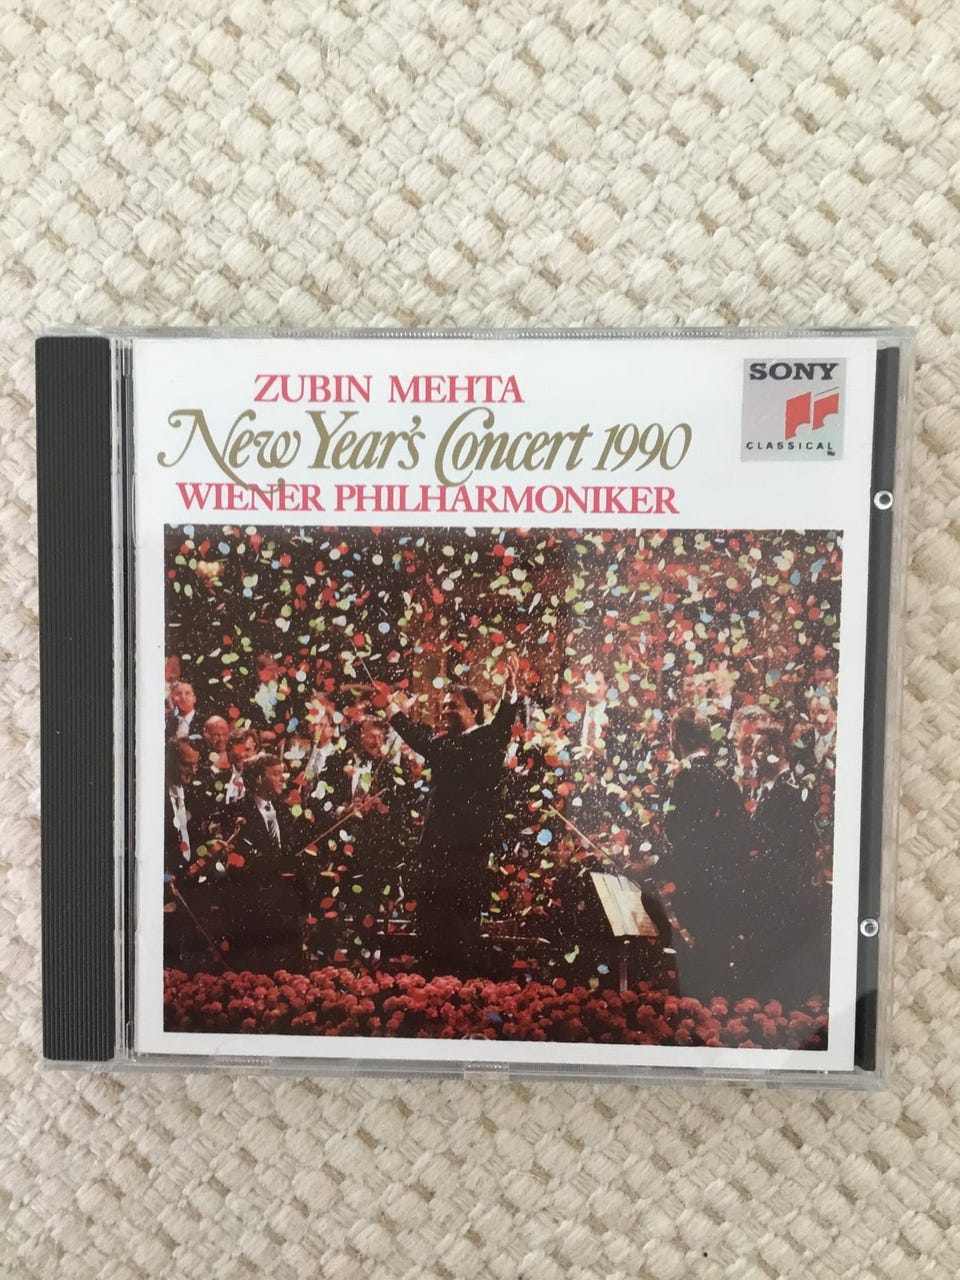 ZUBIN MEHTA
New Year's Concert 1990
WIENER PHILHARMONIKER
SONY
CLASSICAL